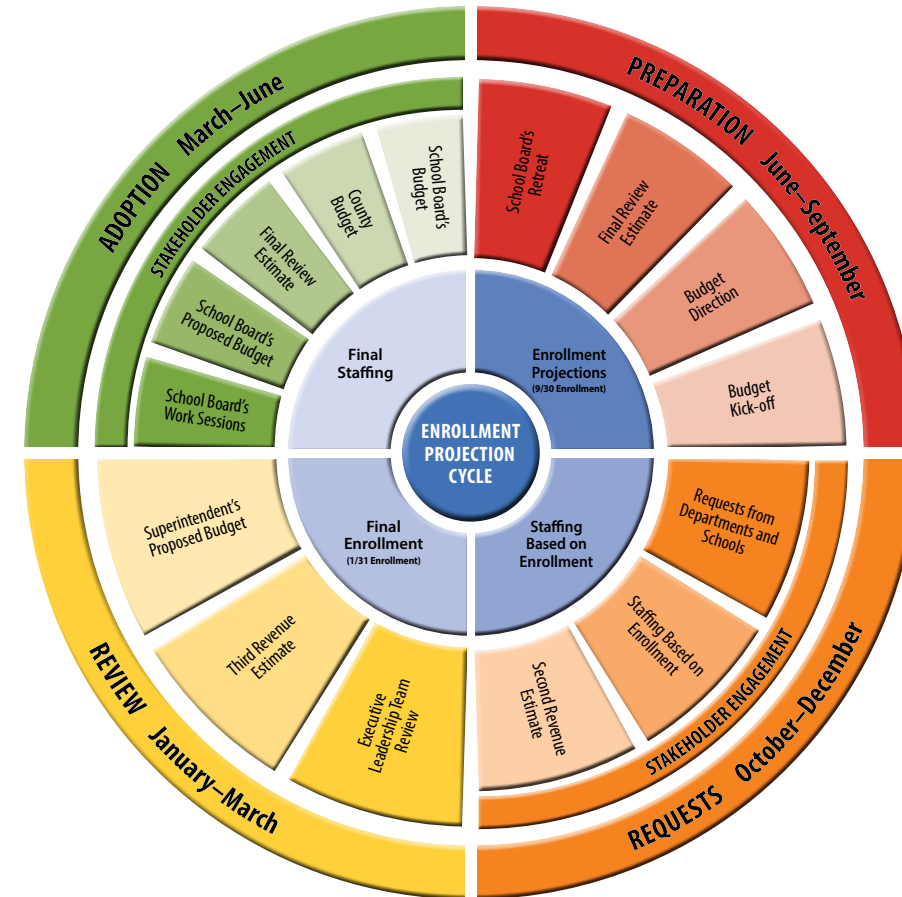 PREPARATION June–September
School Board's
Retreat
Final Review
Estimate
Budget
Direction
Budget
Kick-off
Enrollment
Projections
(9/30 Enrollment)
REQUESTS October–December
STAKEHOLDER ENGAGEMENT
Requests from
Departments and
Schools
Staffing Based on
Enrollment
Second Revenue
Estimate
Staffing
Based on
Enrollment
REVIEW January–March
Executive
Leadership Team
Review
Third Revenue
Estimate
Superintendent's
Proposed Budget
Final
Enrollment
(1/31 Enrollment)
ADOPTION March–June
STAKEHOLDER ENGAGEMENT
School Board's
Work Sessions
School Board's
Proposed Budget
Final Review
Estimate
County
Budget
School Board's
Budget
Final
Staffing
ENROLLMENT
PROJECTION
CYCLE